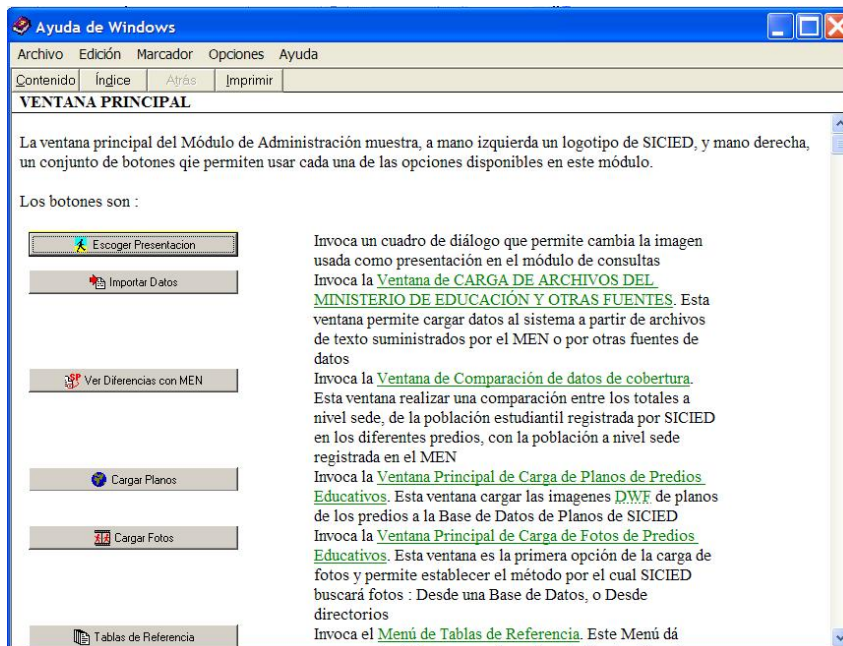 Ayuda de Windows
Archivo Edición Marcador Opciones Ayuda
Contenido Índice Atrás Imprimir
VENTANA PRINCIPAL
La ventana principal del Módulo de Administración muestra, a mano izquierda un logotipo de SICIED, y mano derecha,
un conjunto de botones qie permiten usar cada una de las opciones disponibles en este módulo.
Los botones son :
Escoger Presentacion
Invoca un cuadro de diálogo que permite cambia la imagen
usada como presentación en el módulo de consultas
Importar Datos
Invoca la Ventana de CARGA DE ARCHIVOS DEL
MINISTERIO DE EDUCACIÓN Y OTRAS FUENTES. Esta
ventana permite cargar datos al sistema a partir de archivos
de texto suministrados por el MEN o por otras fuentes de
datos
Ver Diferencias con MEN
Invoca la Ventana de Comparación de datos de cobertura.
Esta ventana realizar una comparación entre los totales a
nivel sede, de la población estudiantil registrada por SICIED
en los diferentes predios, con la población a nivel sede
registrada en el MEN
Cargar Planos
Invoca la Ventana Principal de Carga de Planos de Predios
Educativos. Esta ventana cargar las imagenes DWF de planos
de los predios a la Base de Datos de Planos de SICIED
Cargar Fotos
Invoca la Ventana Principal de Carga de Fotos de Predios
Educativos. Esta ventana es la primera opción de la carga de
fotos y permite establecer el método por el cual SICIED
buscará fotos : Desde una Base de Datos, o Desde
directorios
Tablas de Referencia
Invoca el Menú de Tablas de Referencia. Este Menú dá